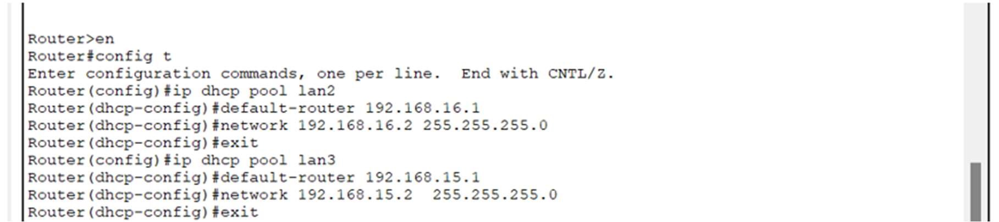 Router>en
Router#config t
Enter configuration commands, one per line.  End with CNTL/Z.
Router(config)#ip dhcp pool lan2
Router(dhcp-config)#default-router 192.168.16.1
Router(dhcp-config)#network 192.168.16.2 255.255.255.0
Router(dhcp-config)#exit
Router(config)#ip dhcp pool lan3
Router(dhcp-config)#default-router 192.168.15.1
Router(dhcp-config)#network 192.168.15.2  255.255.255.0
Router(dhcp-config)#exit